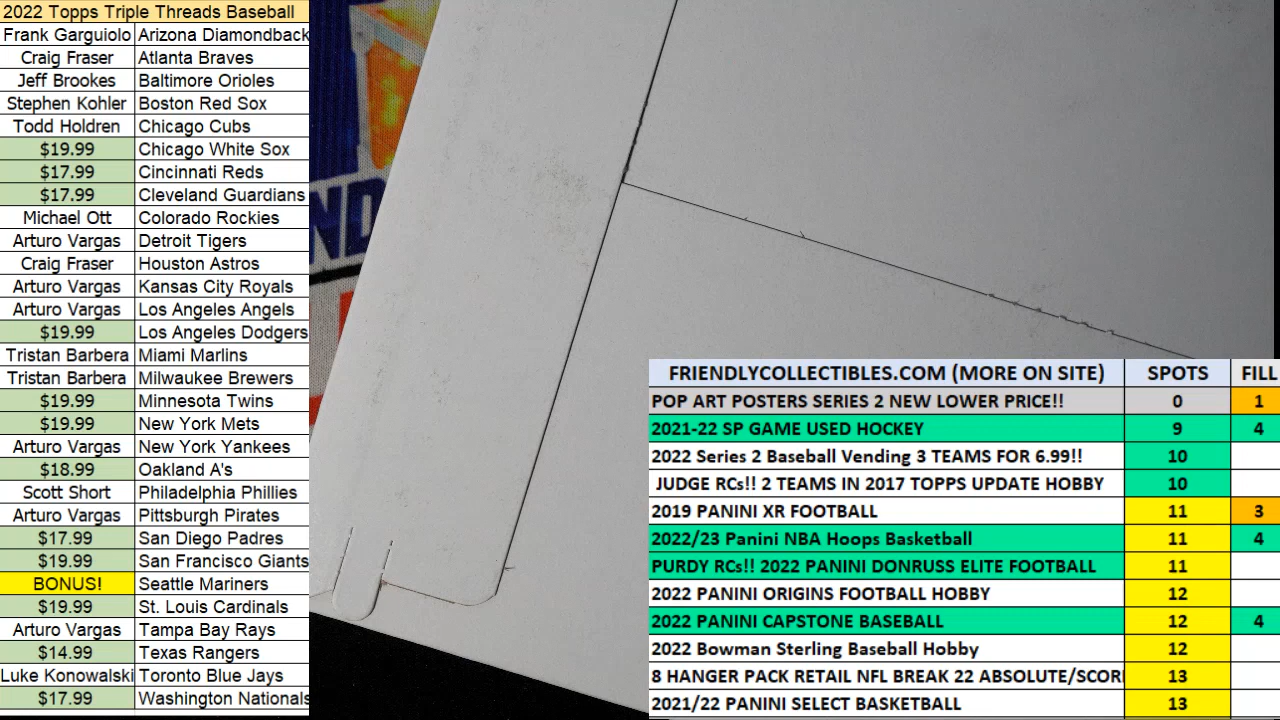 2022 Topps Triple Threads Baseball
Frank Garguiolo Arizona Diamondback
Craig Fraser Atlanta Braves
Jeff Brookes Baltimore Orioles
Stephen Kohler Boston Red Sox
Todd Holdren Chicago Cubs
$19.99 Chicago White Sox
$17.99 Cincinnati Reds
$17.99 Cleveland Guardians
Michael Ott Colorado Rockies
Arturo Vargas Detroit Tigers
Craig Fraser Houston Astros
Arturo Vargas Kansas City Royals
Arturo Vargas Los Angeles Angels
$19.99 Los Angeles Dodgers
Tristan Barbera Miami Marlins
Tristan Barbera Milwaukee Brewers
$19.99 Minnesota Twins
$19.99 New York Mets
Arturo Vargas New York Yankees
$18.99 Oakland A's
Scott Short Philadelphia Phillies
Arturo Vargas Pittsburgh Pirates
$17.99 San Diego Padres
$19.99 San Francisco Giants
BONUS! Seattle Mariners
$19.99 St. Louis Cardinals
Arturo Vargas Tampa Bay Rays
$14.99 Texas Rangers
Luke Konowalski Toronto Blue Jays
$17.99 Washington Nationals
FRIENDLYCOLLECTIBLES.COM (MORE ON SITE) SPOTS FILL
POP ART POSTERS SERIES 2 NEW LOWER PRICE!! 0 1
2021-22 SP GAME USED HOCKEY 9 4
2022 Series 2 Baseball Vending 3 TEAMS FOR 6.99!! 10
JUDGE RCs!! 2 TEAMS IN 2017 TOPPS UPDATE HOBBY 10
2019 PANINI XR FOOTBALL 11 3
2022/23 Panini NBA Hoops Basketball 11 4
PURDY RCs!! 2022 PANINI DONRUSS ELITE FOOTBALL 11
2022 PANINI ORIGINS FOOTBALL HOBBY 12
2022 PANINI CAPSTONE BASEBALL 12 4
2022 Bowman Sterling Baseball Hobby 12
8 HANGER PACK RETAIL NFL BREAK 22 ABSOLUTE/SCOR 13
2021/22 PANINI SELECT BASKETBALL 13